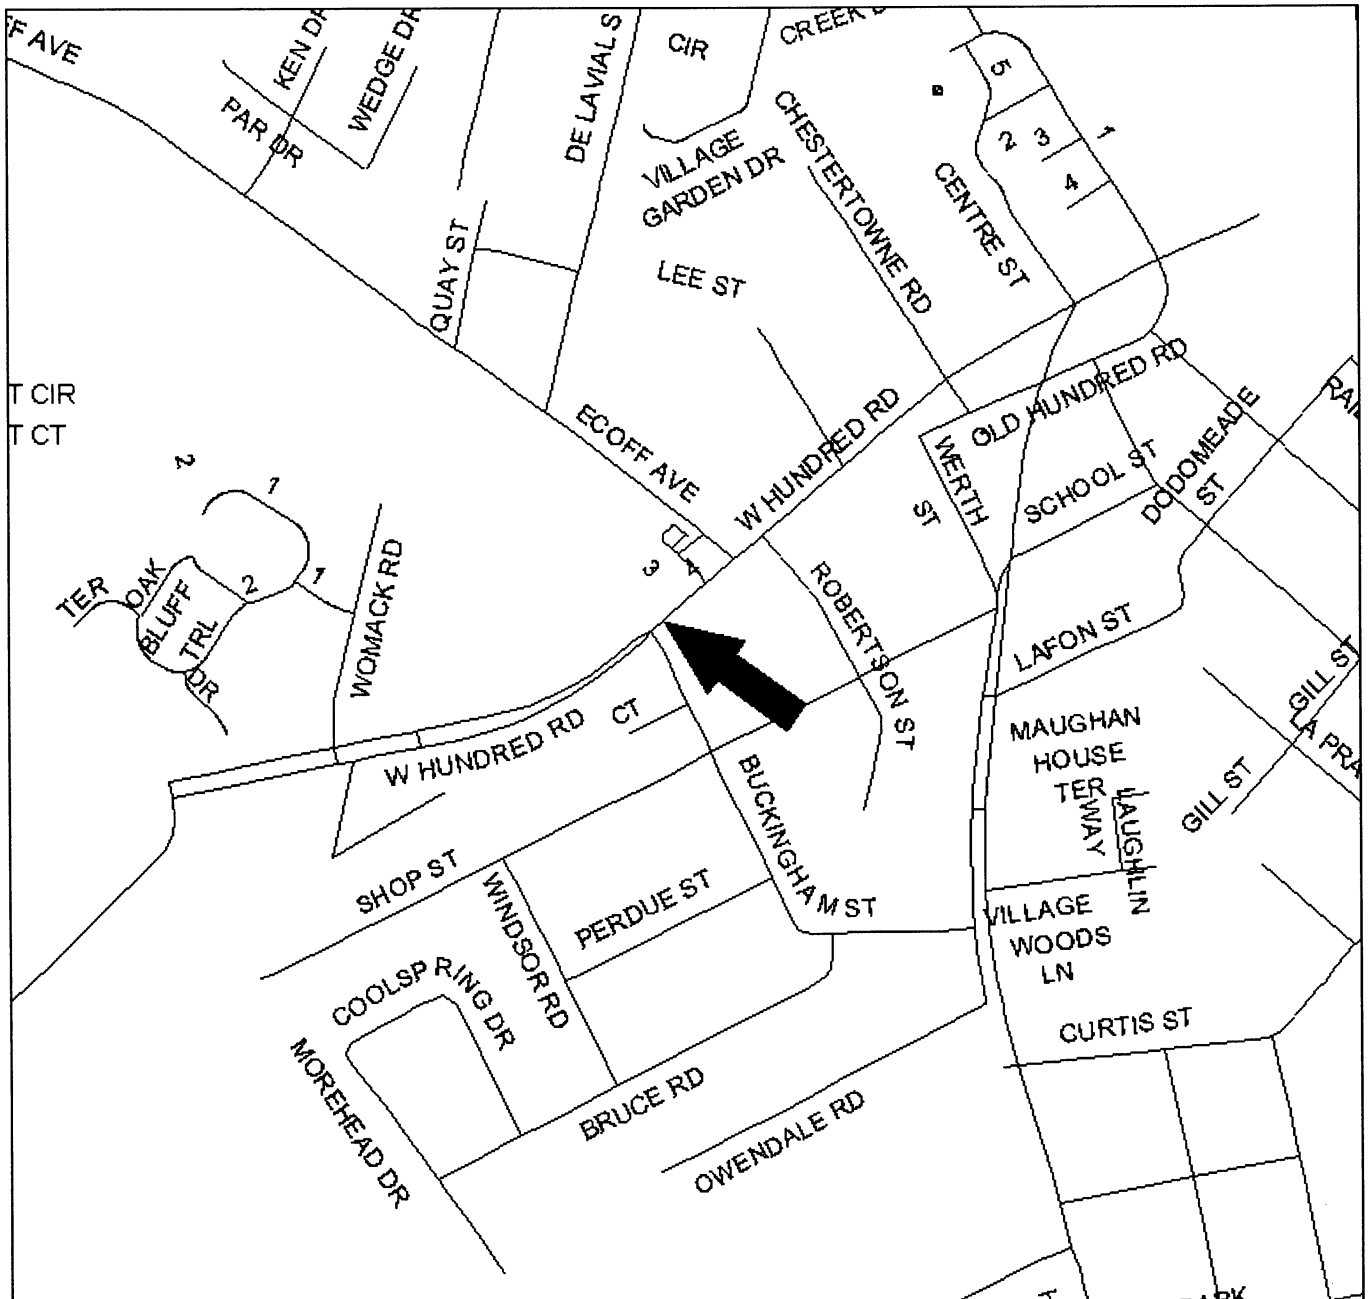 FF AVE
KEN DR
WEDGE DR
PAR DR
DE LAVIAL S
CIR
CREEK
VILLAGE
GARDEN DR
CHESTERTOWNE RD
CENTRE ST
5
2
3
1
4
QUAY ST
LEE ST
T CIR
T CT
ECOFF AVE
W HUNDRED RD
OLD HUNDRED RD
WERTH
ST
SCHOOL ST
DODOMEADE
ST
RAI
2
1
1
2
TER
OAK
BLUFF
TRL
DR
WOMACK RD
3
4
ROBERTSON ST
LAFON ST
GILL ST
LA PRA
GILL ST
MAUGHAN
HOUSE
TER
WAY
LAUGHLIN
W HUNDRED RD
CT
BUCKINGHAM ST
SHOP ST
WINDSOR RD
PERDUE ST
VILLAGE
WOODS
LN
COOLSPRING DR
MOREHEAD DR
BRUCE RD
OWENDALE RD
CURTIS ST
PARK